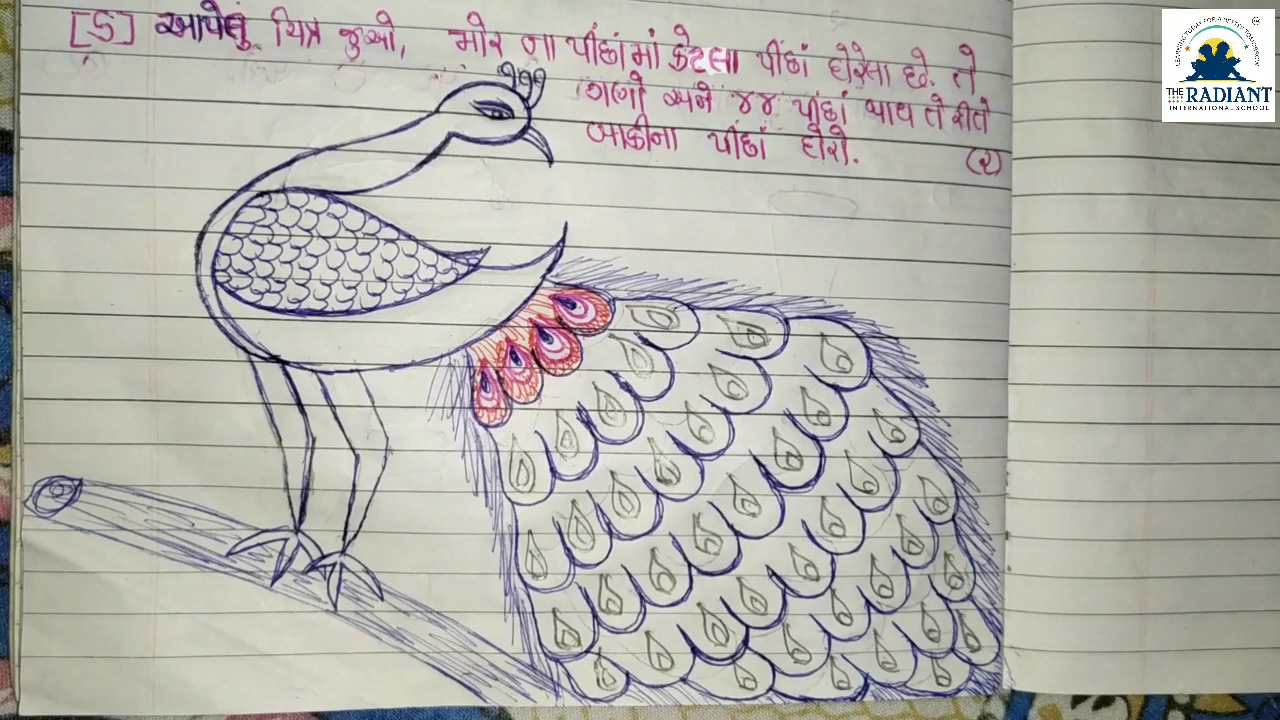 [5] આપેલું ચિત્ર જુઓ, મોર ના પીંછાંમાં કેટલા પીંછાં દોરેલા છે. તે
ગણો અને ૪૪ પીંછાં થાય તે રીતે
બાકીના પીંછાં દોરો. (૨)
THE RADIANT
INTERNATIONAL SCHOOL